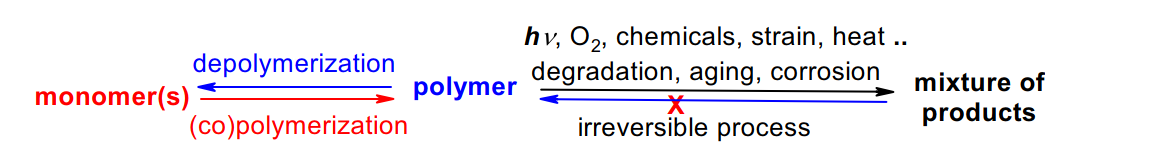 hν, O2, chemicals, strain, heat ..
depolymerization
degradation, aging, corrosion
monomer(s)
polymer
mixture of
products
X
(co)polymerization
irreversible process